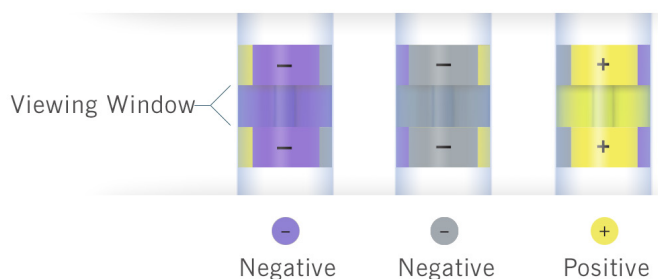 − − +
Viewing Window
− − +
− − +
Negative Negative Positive